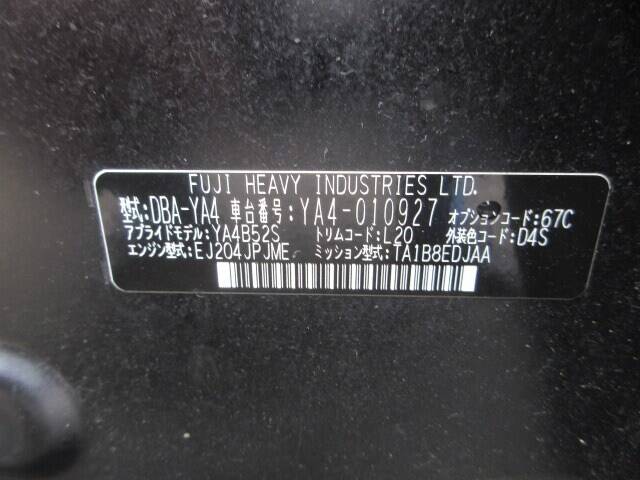 FUJI HEAVY INDUSTRIES LTD.
型式:DBA-YA4 車台番号:YA4-010927 オプションコード:67C
アプライドモデル:YA4B52S トリムコード:L20 外装色コード:D4S
エンジン型式:EJ204JPJME ミッション型式:TA1B8EDJAA